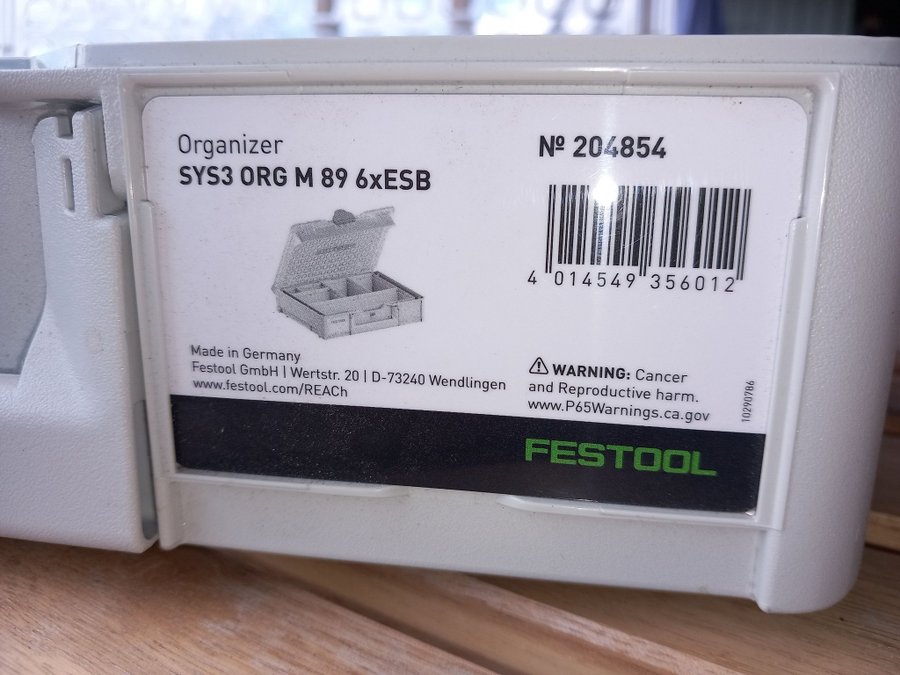 Organizer
SYS3 ORG M 89 6xESB
Nº 204854
4 014549 356012
Made in Germany
Festool GmbH | Wertstr. 20 | D-73240 Wendlingen
www.festool.com/REACh
WARNING: Cancer
and Reproductive harm.
www.P65Warnings.ca.gov
10290786
FESTOOL